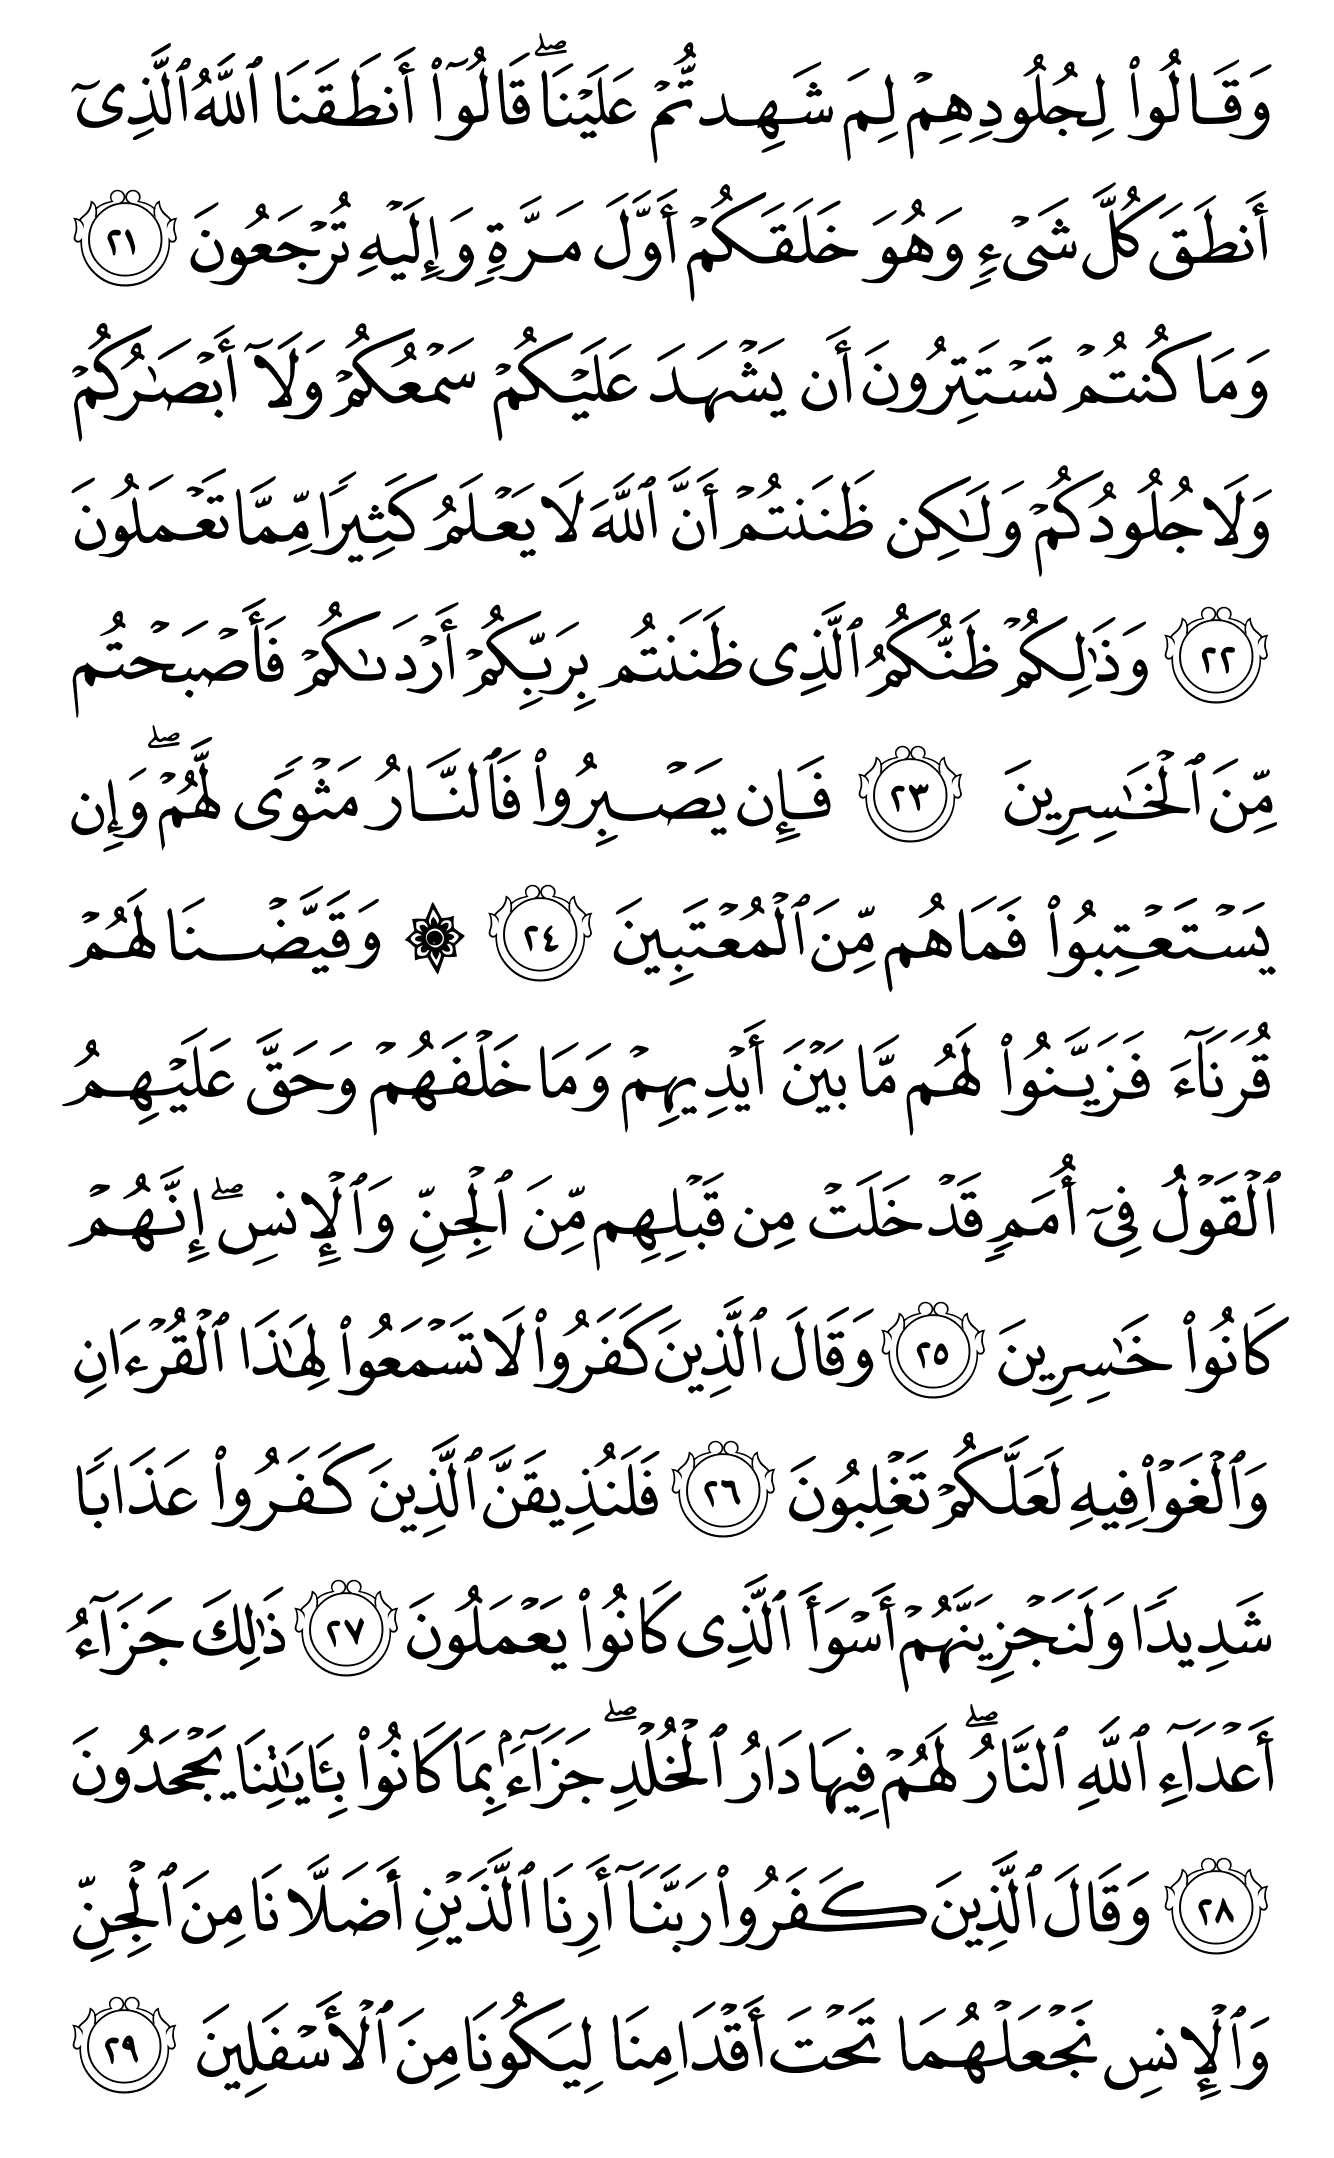 وَقَالُوا۟ لِجُلُودِهِمْ لِمَ شَهِدتُّمْ عَلَيْنَا ۖ قَالُوٓا۟ أَنطَقَنَا ٱللَّهُ ٱلَّذِىٓ
أَنطَقَ كُلَّ شَىْءٍ وَهُوَ خَلَقَكُمْ أَوَّلَ مَرَّةٍ وَإِلَيْهِ تُرْجَعُونَ ٢١
وَمَا كُنتُمْ تَسْتَتِرُونَ أَن يَشْهَدَ عَلَيْكُمْ سَمْعُكُمْ وَلَآ أَبْصَٰرُكُمْ
وَلَا جُلُودُكُمْ وَلَٰكِن ظَنَنتُمْ أَنَّ ٱللَّهَ لَا يَعْلَمُ كَثِيرًا مِّمَّا تَعْمَلُونَ
٢٢ وَذَٰلِكُمْ ظَنُّكُمُ ٱلَّذِى ظَنَنتُم بِرَبِّكُمْ أَرْدَىٰكُمْ فَأَصْبَحْتُم
مِّنَ ٱلْخَٰسِرِينَ ٢٣ فَإِن يَصْبِرُوا۟ فَٱلنَّارُ مَثْوًى لَّهُمْ ۖ وَإِن
يَسْتَعْتِبُوا۟ فَمَا هُم مِّنَ ٱلْمُعْتَبِينَ ٢٤ ۞ وَقَيَّضْنَا لَهُمْ
قُرَنَآءَ فَزَيَّنُوا۟ لَهُم مَّا بَيْنَ أَيْدِيهِمْ وَمَا خَلْفَهُمْ وَحَقَّ عَلَيْهِمُ
ٱلْقَوْلُ فِىٓ أُمَمٍ قَدْ خَلَتْ مِن قَبْلِهِم مِّنَ ٱلْجِنِّ وَٱلْإِنسِ ۖ إِنَّهُمْ
كَانُوا۟ خَٰسِرِينَ ٢٥ وَقَالَ ٱلَّذِينَ كَفَرُوا۟ لَا تَسْمَعُوا۟ لِهَٰذَا ٱلْقُرْءَانِ
وَٱلْغَوْا۟ فِيهِ لَعَلَّكُمْ تَغْلِبُونَ ٢٦ فَلَنُذِيقَنَّ ٱلَّذِينَ كَفَرُوا۟ عَذَابًا
شَدِيدًا وَلَنَجْزِيَنَّهُمْ أَسْوَأَ ٱلَّذِى كَانُوا۟ يَعْمَلُونَ ٢٧ ذَٰلِكَ جَزَآءُ
أَعْدَآءِ ٱللَّهِ ٱلنَّارُ ۖ لَهُمْ فِيهَا دَارُ ٱلْخُلْدِ ۖ جَزَآءًۢ بِمَا كَانُوا۟ بِـَٔايَٰتِنَا يَجْحَدُونَ
٢٨ وَقَالَ ٱلَّذِينَ كَفَرُوا۟ رَبَّنَآ أَرِنَا ٱلَّذَيْنِ أَضَلَّانَا مِنَ ٱلْجِنِّ
وَٱلْإِنسِ نَجْعَلْهُمَا تَحْتَ أَقْدَامِنَا لِيَكُونَا مِنَ ٱلْأَسْفَلِينَ ٢٩